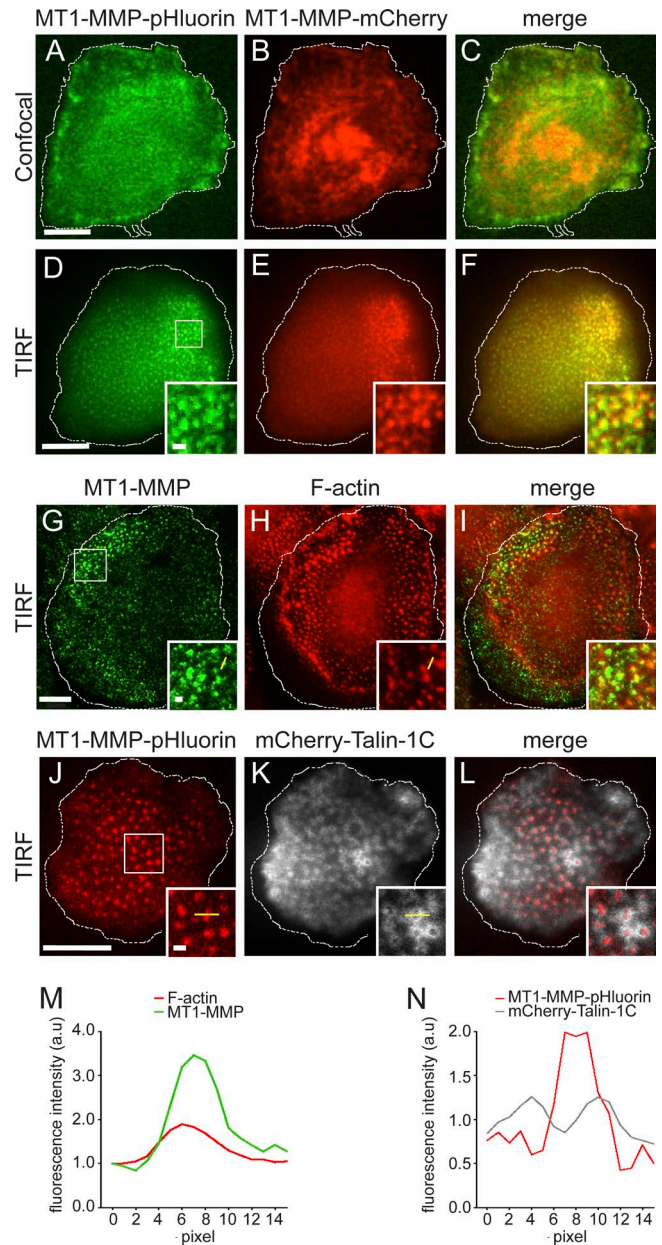 MT1-MMP-pHluorin MT1-MMP-mCherry merge
Confocal
A B C
TIRF
D E F
MT1-MMP F-actin merge
TIRF
G H I
MT1-MMP-pHluorin mCherry-Talin-1C merge
TIRF
J K L
M
F-actin
MT1-MMP
fluorescence intensity (a.u)
4.0
3.0
2.0
1.0
0.0
0 2 4 6 8 10 12 14
- pixel
N
MT1-MMP-pHluorin
mCherry-Talin-1C
fluorescence intensity (a.u)
2.0
1.5
1.0
0.5
0
0 2 4 6 8 10 12 14
- pixel